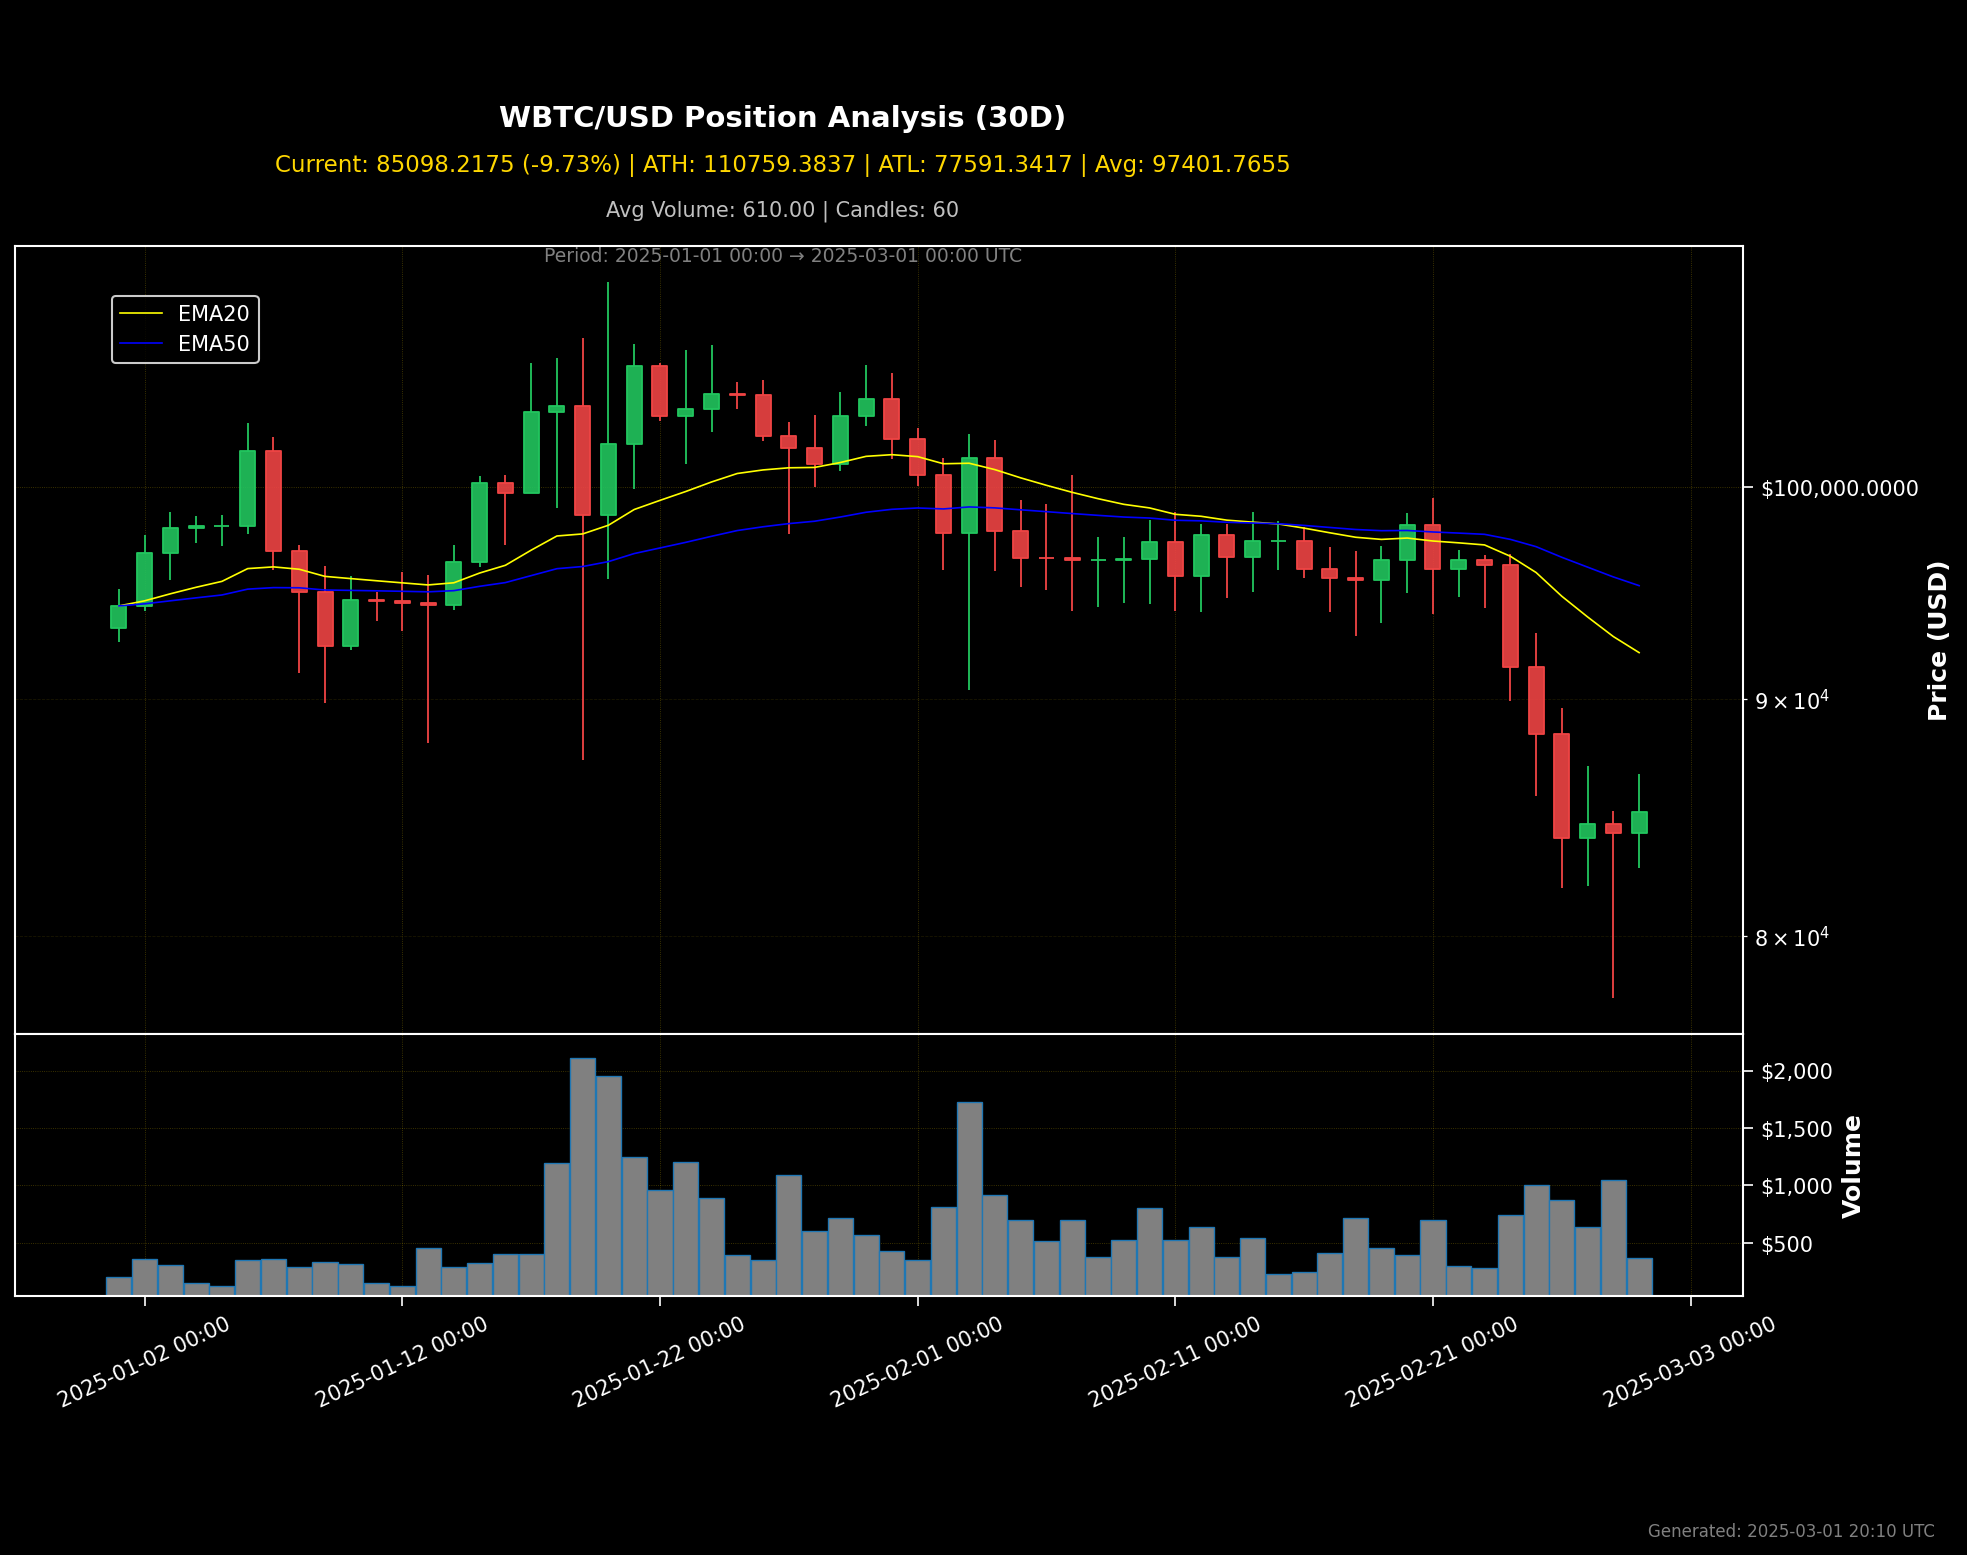 WBTC/USD Position Analysis (30D)
Current: 85098.2175 (-9.73%) | ATH: 110759.3837 | ATL: 77591.3417 | Avg: 97401.7655
Avg Volume: 610.00 | Candles: 60
Period: 2025-01-01 00:00 → 2025-03-01 00:00 UTC
EMA20
EMA50
$100,000.0000
9 × 10⁴
8 × 10⁴
Price (USD)
$2,000
$1,500
$1,000
$500
Volume
2025-01-02 00:00
2025-01-12 00:00
2025-01-22 00:00
2025-02-01 00:00
2025-02-11 00:00
2025-02-21 00:00
2025-03-03 00:00
Generated: 2025-03-01 20:10 UTC